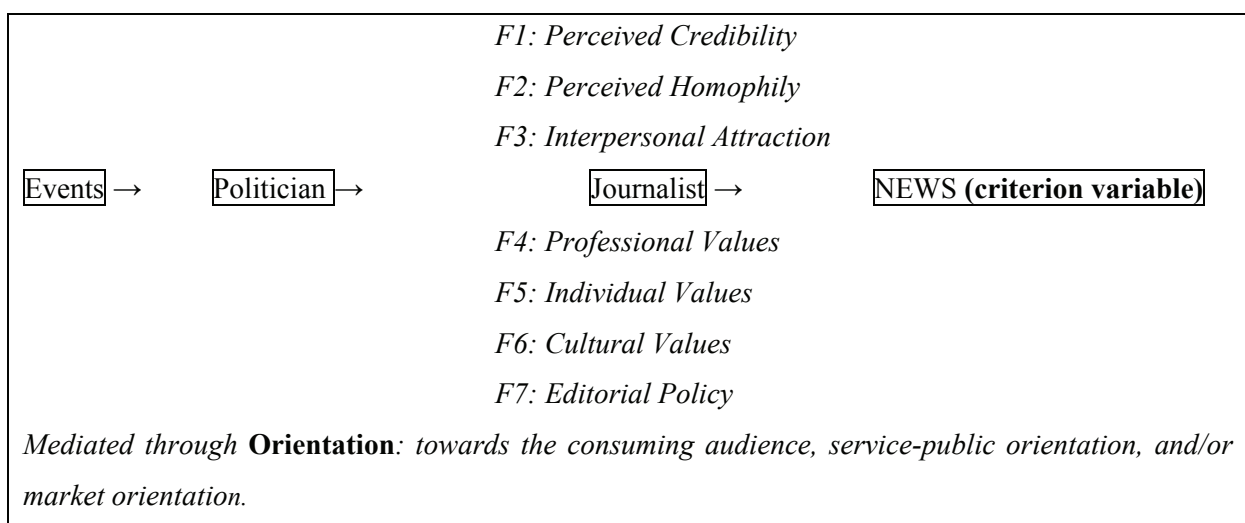 F1: Perceived Credibility
F2: Perceived Homophily
F3: Interpersonal Attraction
Events → Politician → Journalist → NEWS (criterion variable)
F4: Professional Values
F5: Individual Values
F6: Cultural Values
F7: Editorial Policy
Mediated through Orientation: towards the consuming audience, service-public orientation, and/or
market orientation.